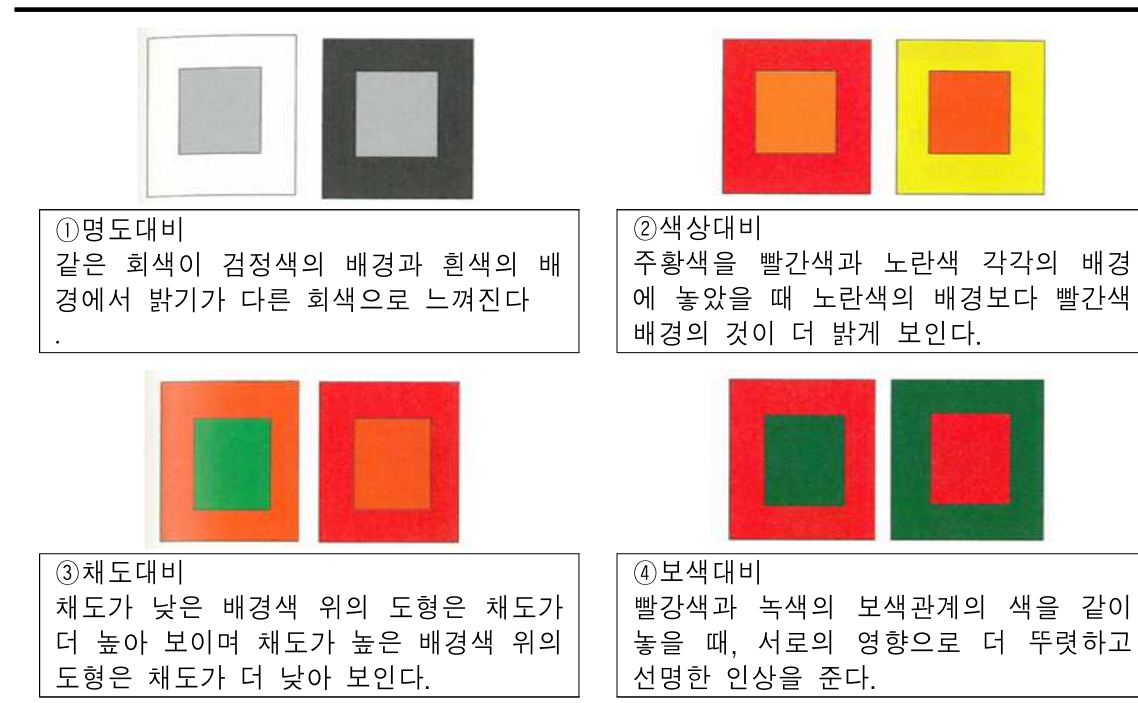 ①명도대비
같은 회색이 검정색의 배경과 흰색의 배
경에서 밝기가 다른 회색으로 느껴진다
.
②색상대비
주황색을 빨간색과 노란색 각각의 배경
에 놓았을 때 노란색의 배경보다 빨간색
배경의 것이 더 밝게 보인다.
③채도대비
채도가 낮은 배경색 위의 도형은 채도가
더 높아 보이며 채도가 높은 배경색 위의
도형은 채도가 더 낮아 보인다.
④보색대비
빨강색과 녹색의 보색관계의 색을 같이
놓을 때, 서로의 영향으로 더 뚜렷하고
선명한 인상을 준다.